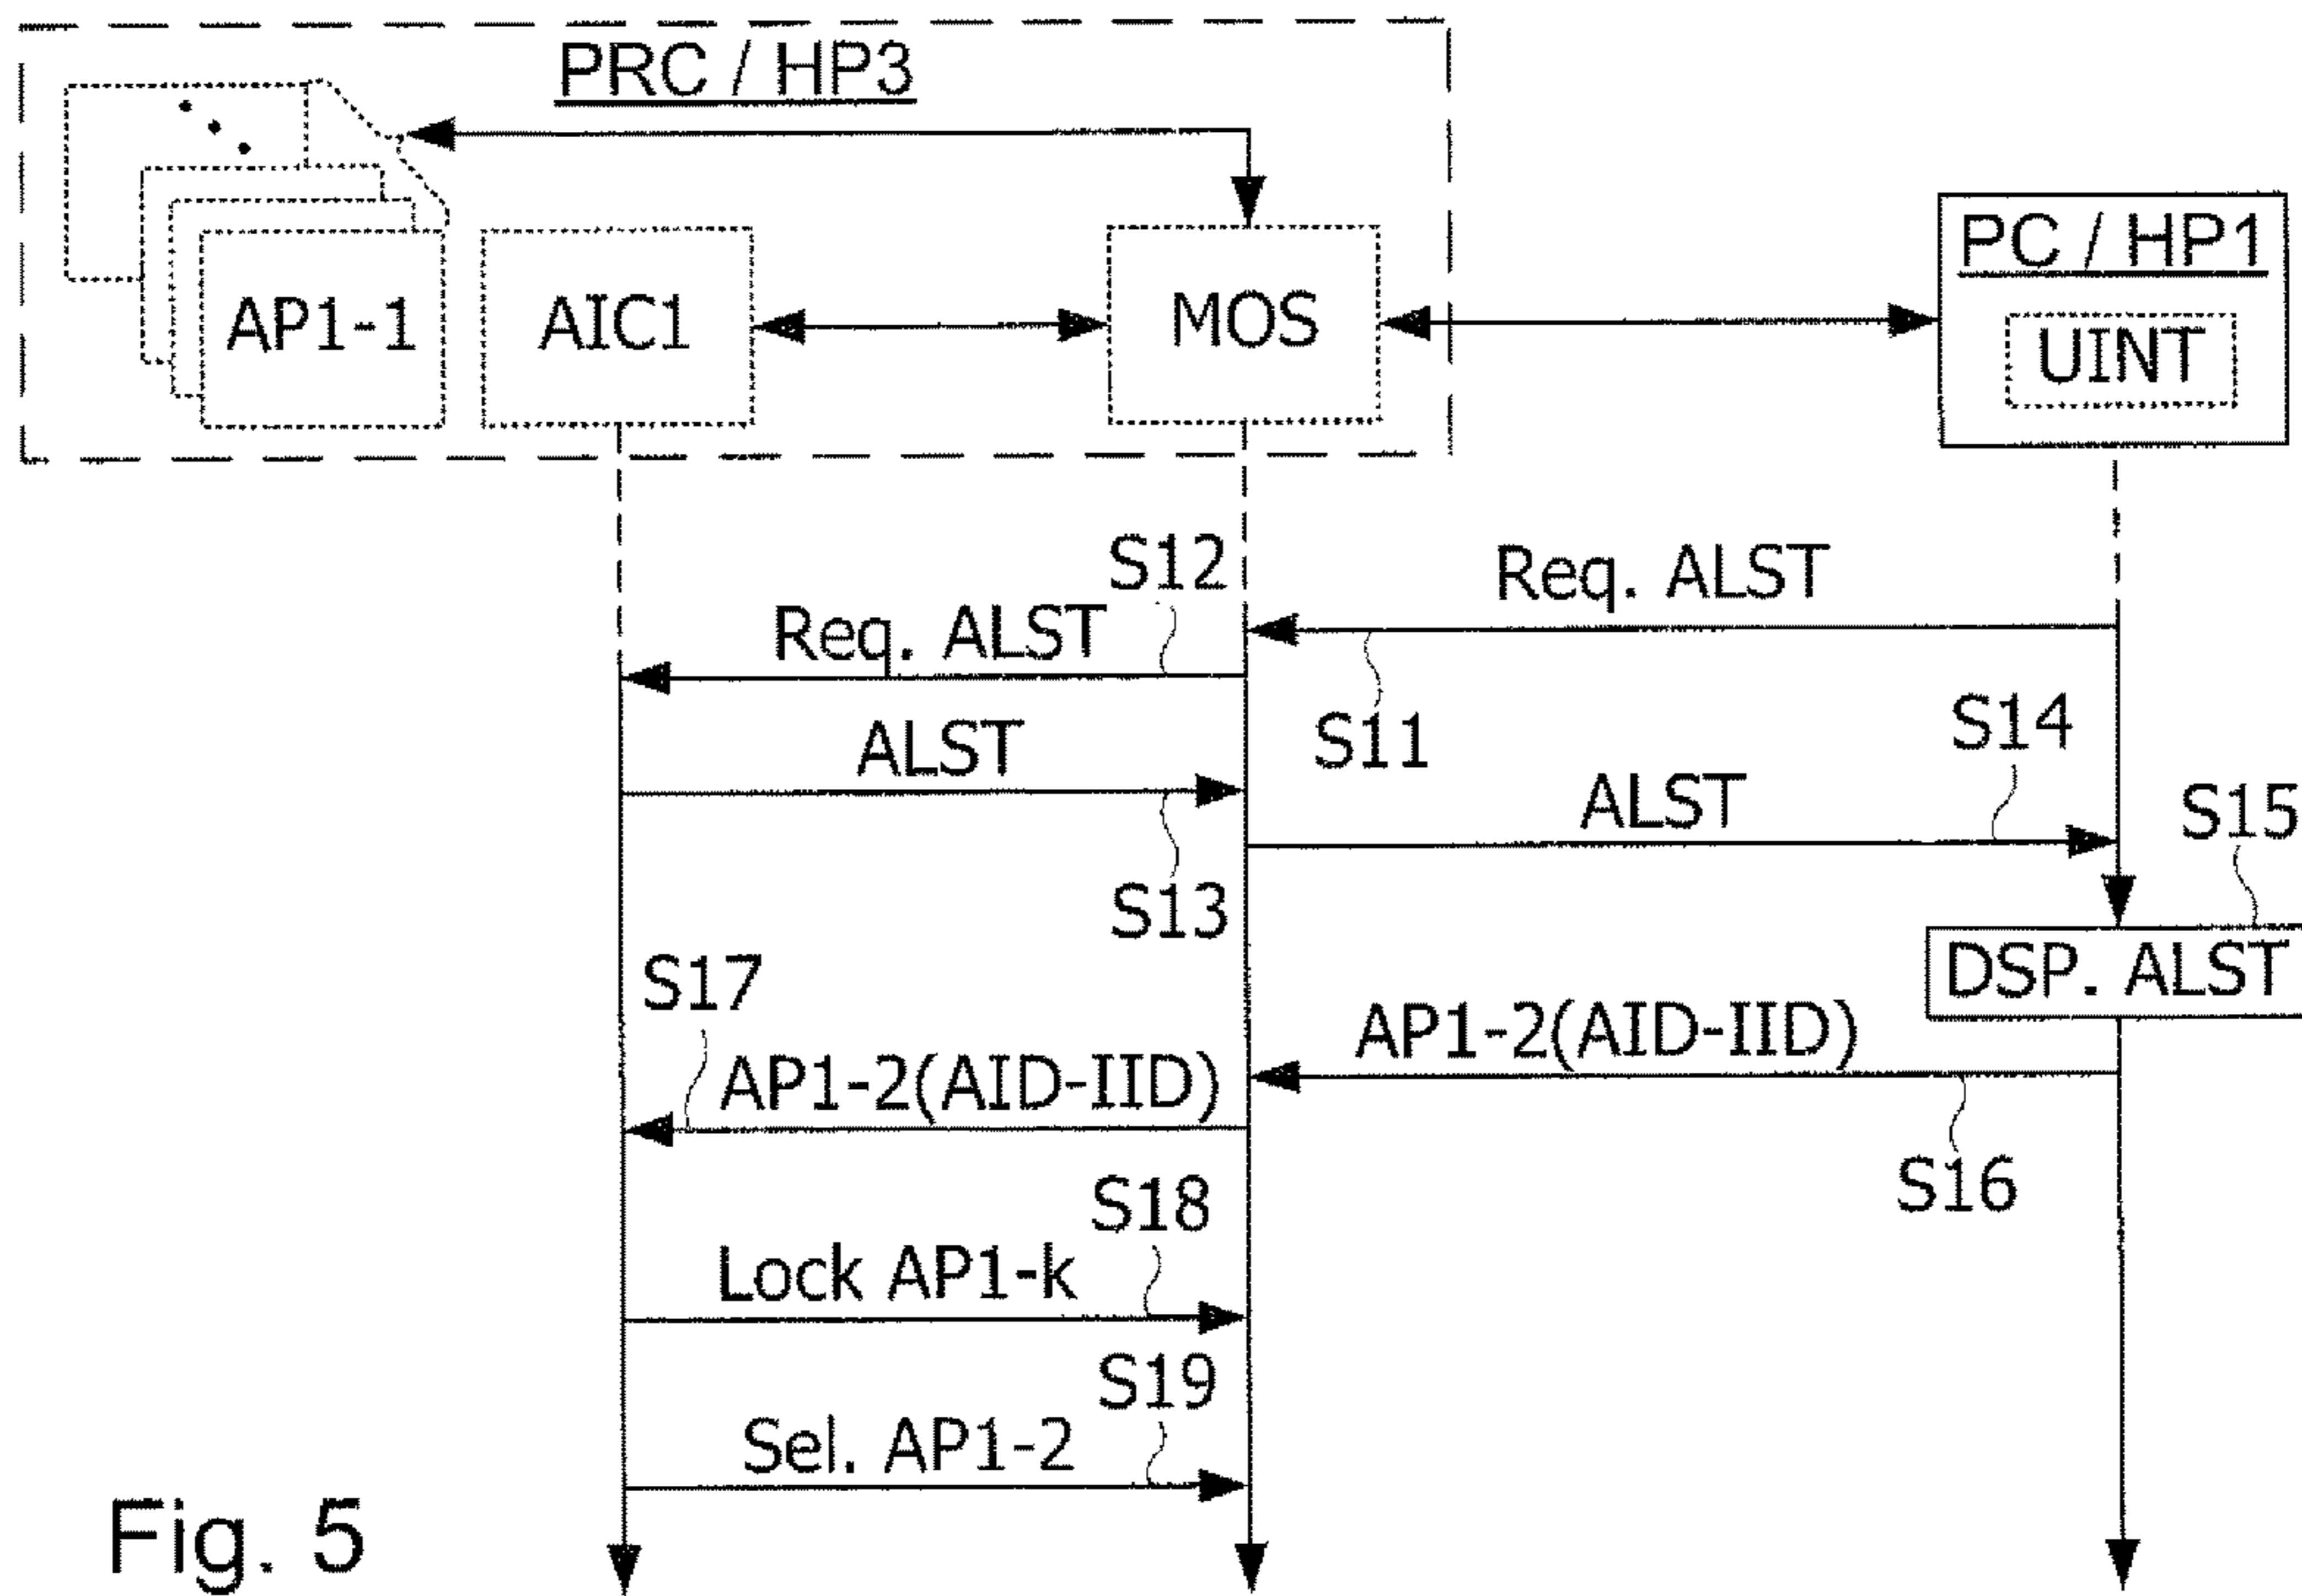 PRC / HP3
PC / HP1
AP1-1
AIC1
MOS
UINT
S12
Req. ALST
Req. ALST
S11
S14
ALST
ALST
S15
S13
S17
DSP. ALST
AP1-2(AID-IID)
AP1-2(AID-IID)
S16
S18
Lock AP1-k
S19
Sel. AP1-2
Fig. 5